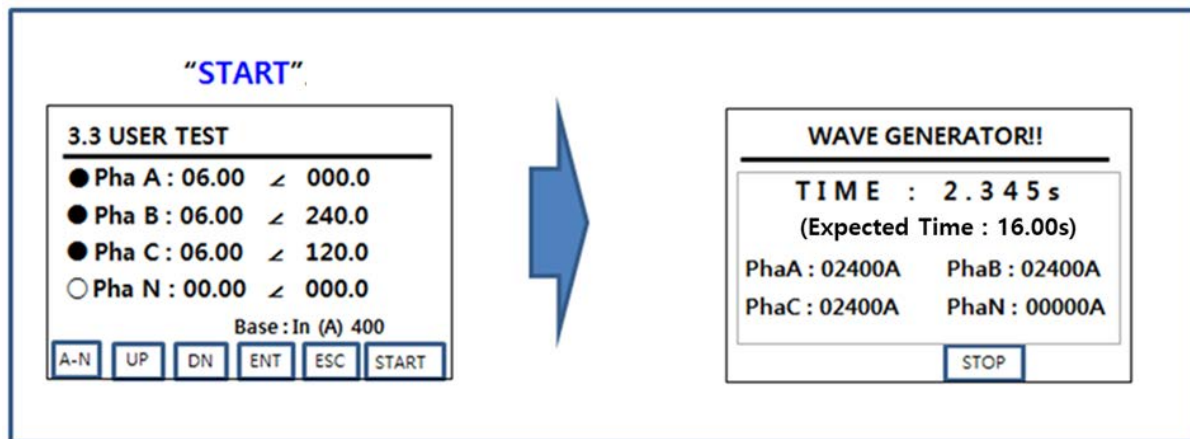 “START”.
3.3 USER TEST
● Pha A : 06.00 ∠ 000.0
● Pha B : 06.00 ∠ 240.0
● Pha C : 06.00 ∠ 120.0
○ Pha N : 00.00 ∠ 000.0
Base : In (A) 400
A-N UP DN ENT ESC START
WAVE GENERATOR!!
TIME : 2.345s
(Expected Time : 16.00s)
PhaA : 02400A PhaB : 02400A
PhaC : 02400A PhaN : 00000A
STOP